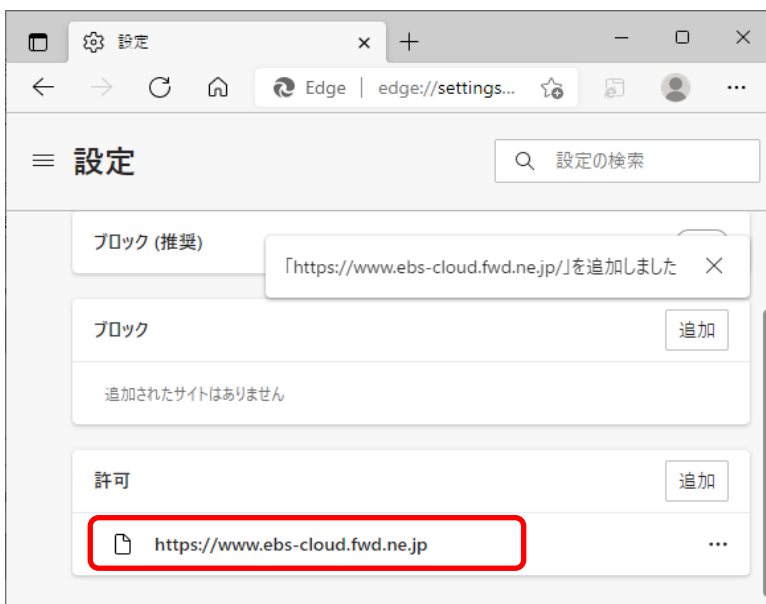 設定
Edge | edge://settings...
設定
設定の検索
ブロック (推奨)
「https://www.ebs-cloud.fwd.ne.jp/」を追加しました
ブロック
追加
追加されたサイトはありません
許可
追加
https://www.ebs-cloud.fwd.ne.jp